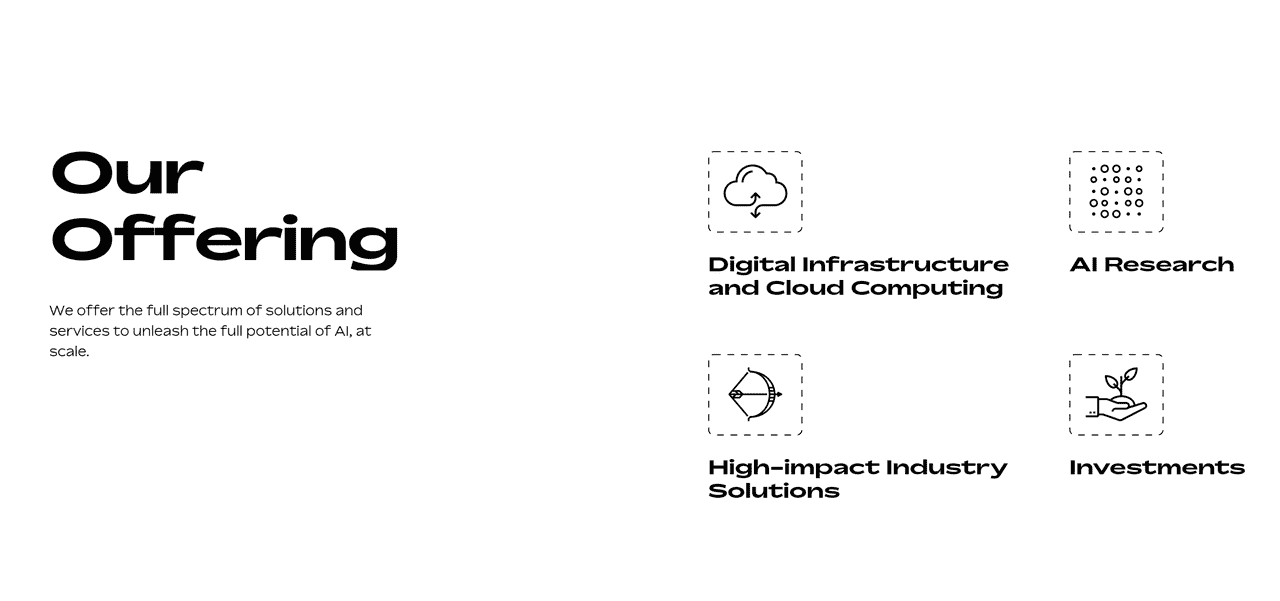 Our
Offering
We offer the full spectrum of solutions and
services to unleash the full potential of AI, at
scale.
Digital Infrastructure
and Cloud Computing
AI Research
High-impact Industry
Solutions
Investments